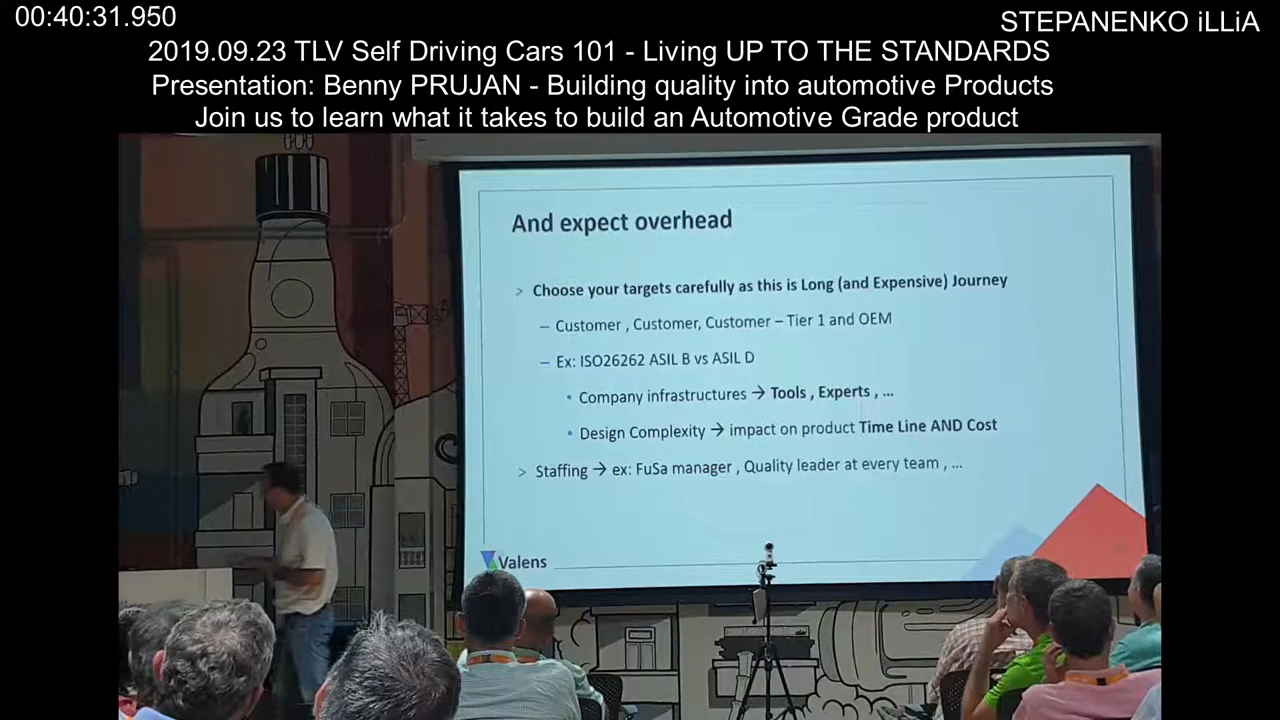 00:40:31.950
STEPANENKO iLLiA
2019.09.23 TLV Self Driving Cars 101 - Living UP TO THE STANDARDS
Presentation: Benny PRUJAN - Building quality into automotive Products
Join us to learn what it takes to build an Automotive Grade product
And expect overhead
> Choose your targets carefully as this is Long (and Expensive) Journey
– Customer , Customer, Customer – Tier 1 and OEM
– Ex: ISO26262 ASIL B vs ASIL D
• Company infrastructures → Tools , Experts , ...
• Design Complexity → impact on product Time Line AND Cost
> Staffing → ex: FuSa manager , Quality leader at every team , ...
Valens